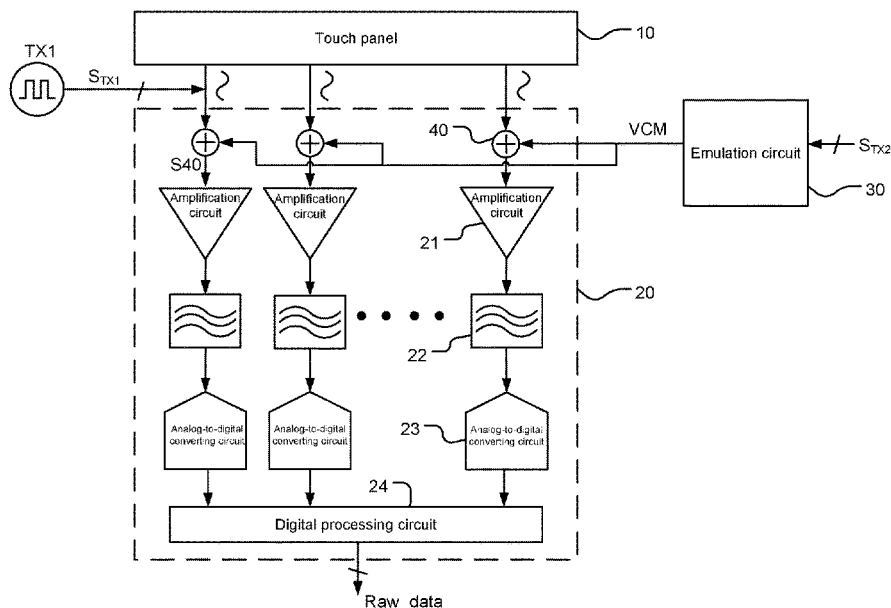 Touch panel
10
TX1
STX1
40
VCM
Emulation circuit
STX2
30
S40
Amplification
circuit
Amplification
circuit
Amplification
circuit
21
20
22
Analog-to-digital
converting circuit
Analog-to-digital
converting circuit
23
Analog-to-digital
converting circuit
24
Digital processing circuit
Raw data